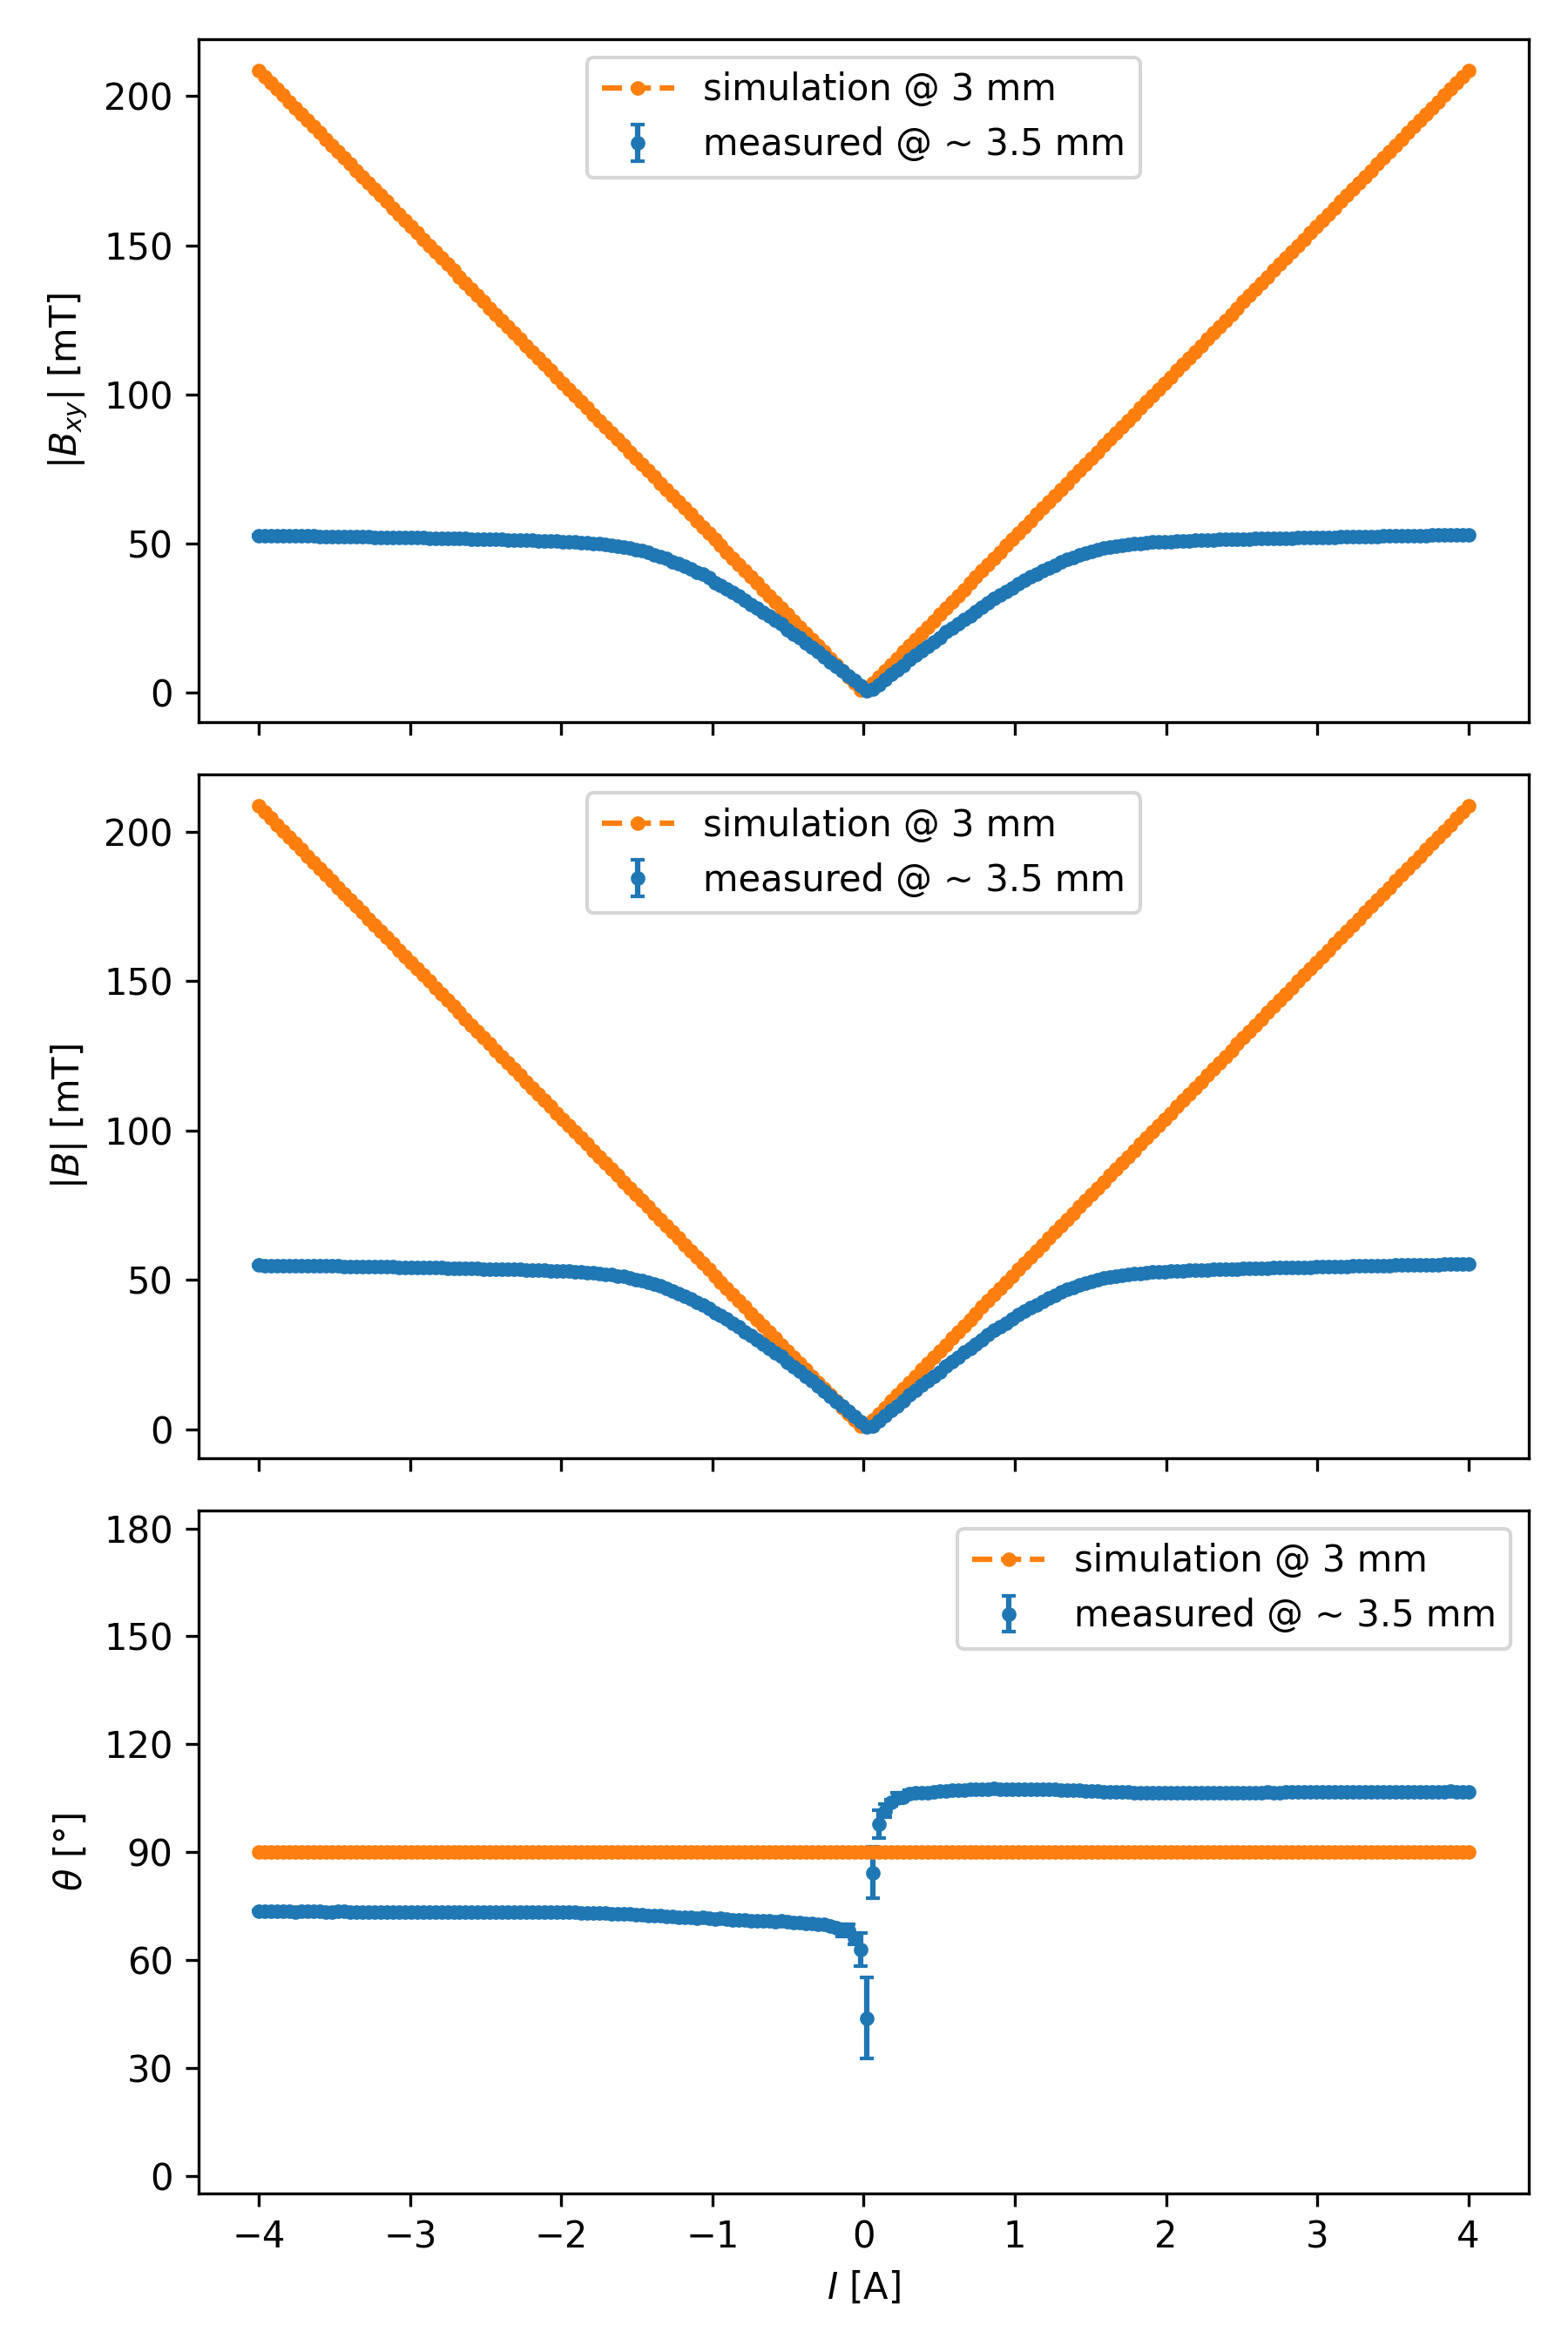 simulation @ 3 mm
measured @ ~ 3.5 mm
200
150
100
50
0
|B_xy| [mT]
simulation @ 3 mm
measured @ ~ 3.5 mm
200
150
100
50
0
|B| [mT]
simulation @ 3 mm
measured @ ~ 3.5 mm
180
150
120
90
60
30
0
θ [°]
−4 −3 −2 −1 0 1 2 3 4
I [A]